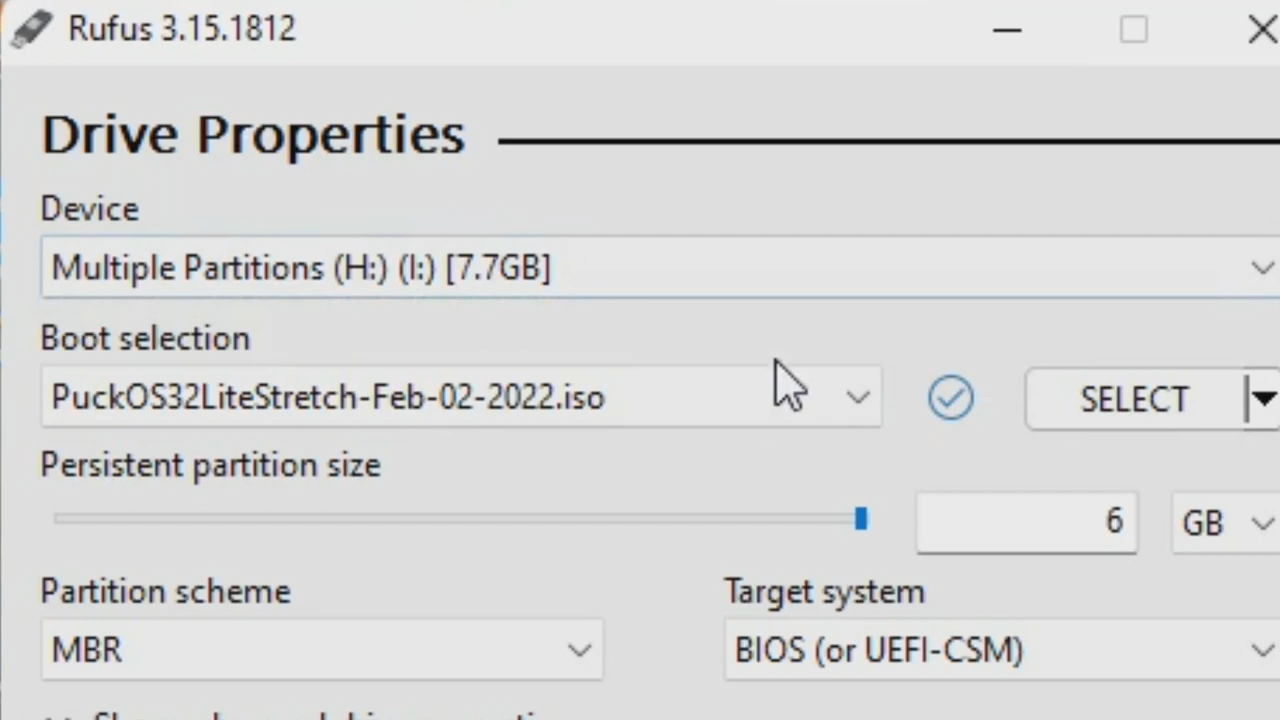 Rufus 3.15.1812
Drive Properties
Device
Multiple Partitions (H:) (I:) [7.7GB]
Boot selection
PuckOS32LiteStretch-Feb-02-2022.iso
SELECT
Persistent partition size
6 GB
Partition scheme Target system
MBR BIOS (or UEFI-CSM)